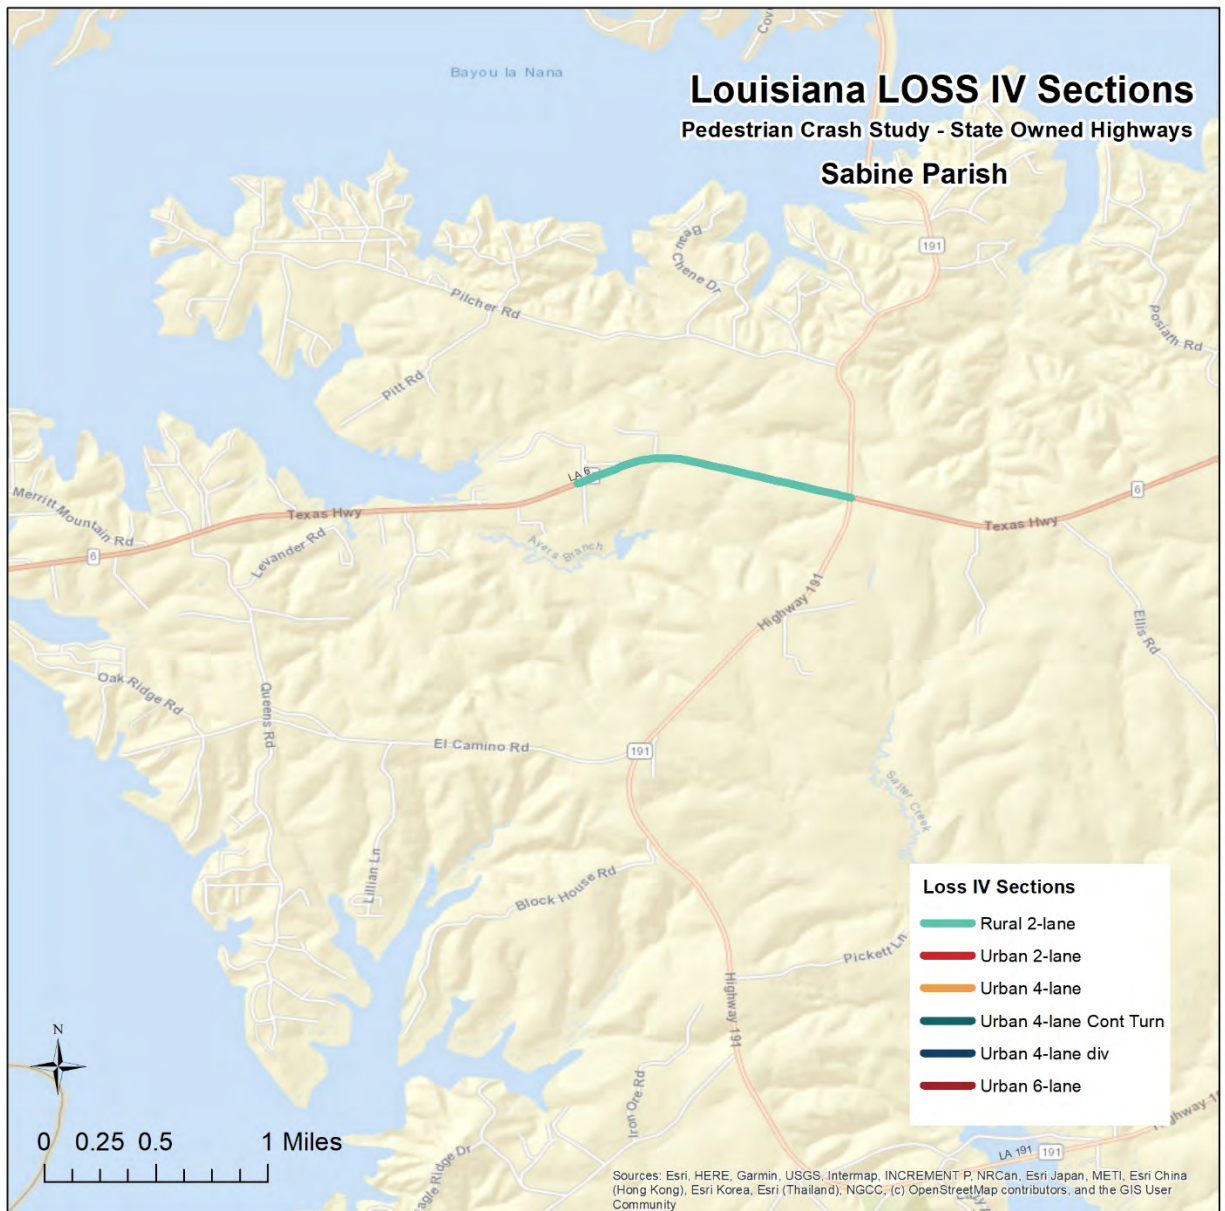 Cove
Bayou la Nana
Louisiana LOSS IV Sections
Pedestrian Crash Study - State Owned Highways
Sabine Parish
191
Beau
Chene Dr
Pilcher Rd
Posiath Rd
Pitt Rd
LA 6
6
Merritt Mountain Rd
Texas Hwy
Texas Hwy
6
Levander Rd
Ayers Branch
Highway 191
Ellis Rd
Oak Ridge Rd
Queens Rd
El Camino Rd
191
Salter Creek
Lillian Ln
Block House Rd
Pickett Ln
Highway 191
Loss IV Sections
Rural 2-lane
Urban 2-lane
Urban 4-lane
Urban 4-lane Cont Turn
Urban 4-lane div
Urban 6-lane
N
Iron Ore Rd
0 0.25 0.5 1 Miles
agle Ridge Dr
LA 191
191
Sources: Esri, HERE, Garmin, USGS, Intermap, INCREMENT P, NRCan, Esri Japan, METI, Esri China
(Hong Kong), Esri Korea, Esri (Thailand), NGCC, (c) OpenStreetMap contributors, and the GIS User
Community